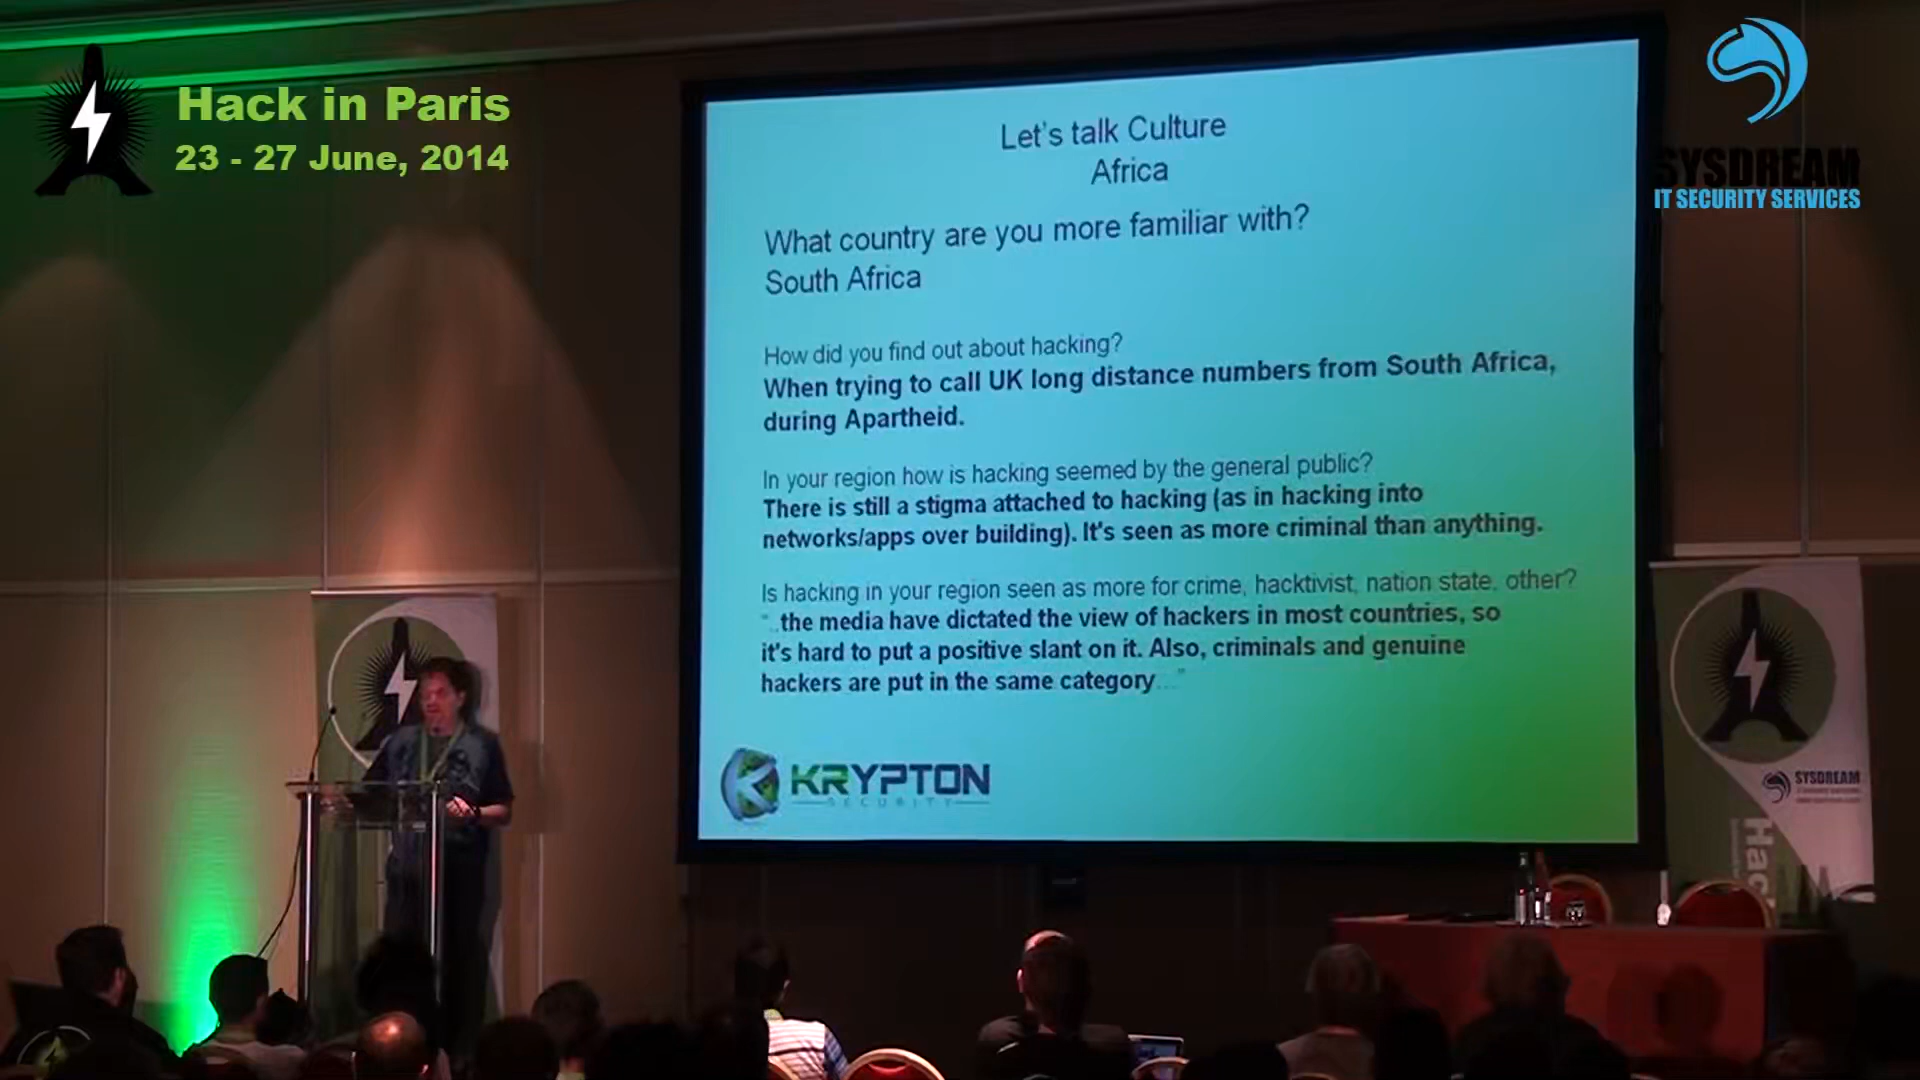 Hack in Paris
23 - 27 June, 2014
SYSDREAM
IT SECURITY SERVICES
Let's talk Culture
Africa
What country are you more familiar with?
South Africa
How did you find out about hacking?
When trying to call UK long distance numbers from South Africa,
during Apartheid.
In your region how is hacking seemed by the general public?
There is still a stigma attached to hacking (as in hacking into
networks/apps over building). It's seen as more criminal than anything.
Is hacking in your region seen as more for crime, hacktivist, nation state, other?
"..the media have dictated the view of hackers in most countries, so
it's hard to put a positive slant on it. Also, criminals and genuine
hackers are put in the same category..."
KRYPTON
SECURITY
SYSDREAM
Hac